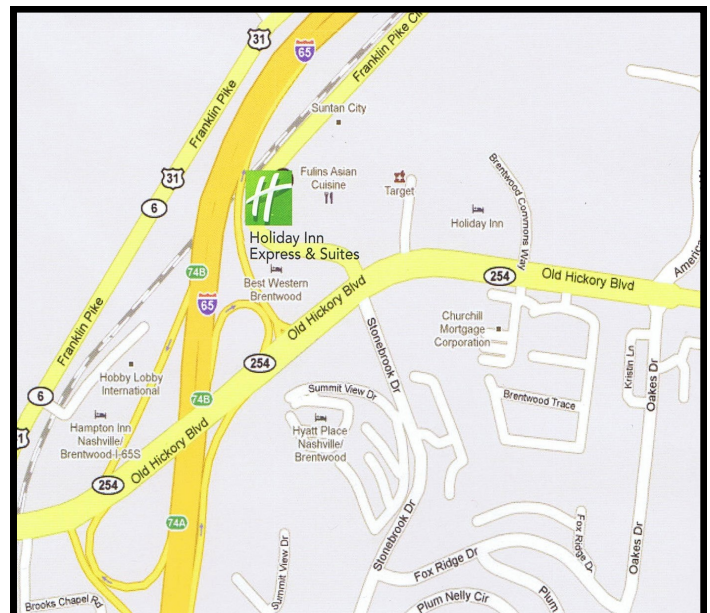 31
65
Franklin Pike Cir
Franklin Pike
Suntan City
Brentwood Commons Way
31
Fulins Asian
Cuisine
Target
6
Holiday Inn
H
Holiday Inn
Express & Suites
America
74B
254
Old Hickory Blvd
65
Best Western
Brentwood
Old Hickory Blvd
Franklin Pike
Churchill
Mortgage
Corporation
Stonebrook Dr
254
Kristin Ln
Oakes Dr
Hobby Lobby
International
6
74B
Summit View Dr
Brentwood Trace
Hampton Inn
Nashville/
Brentwood I-65S
Hyatt Place
Nashville/
Brentwood
1
Old Hickory Blvd
254
74A
Stonebrook Dr
Fox Ridge Dr
Oakes Dr
Summit View Dr
Fox Ridge Dr
Brooks Chapel Rd
Plum Nelly Cir
Plum